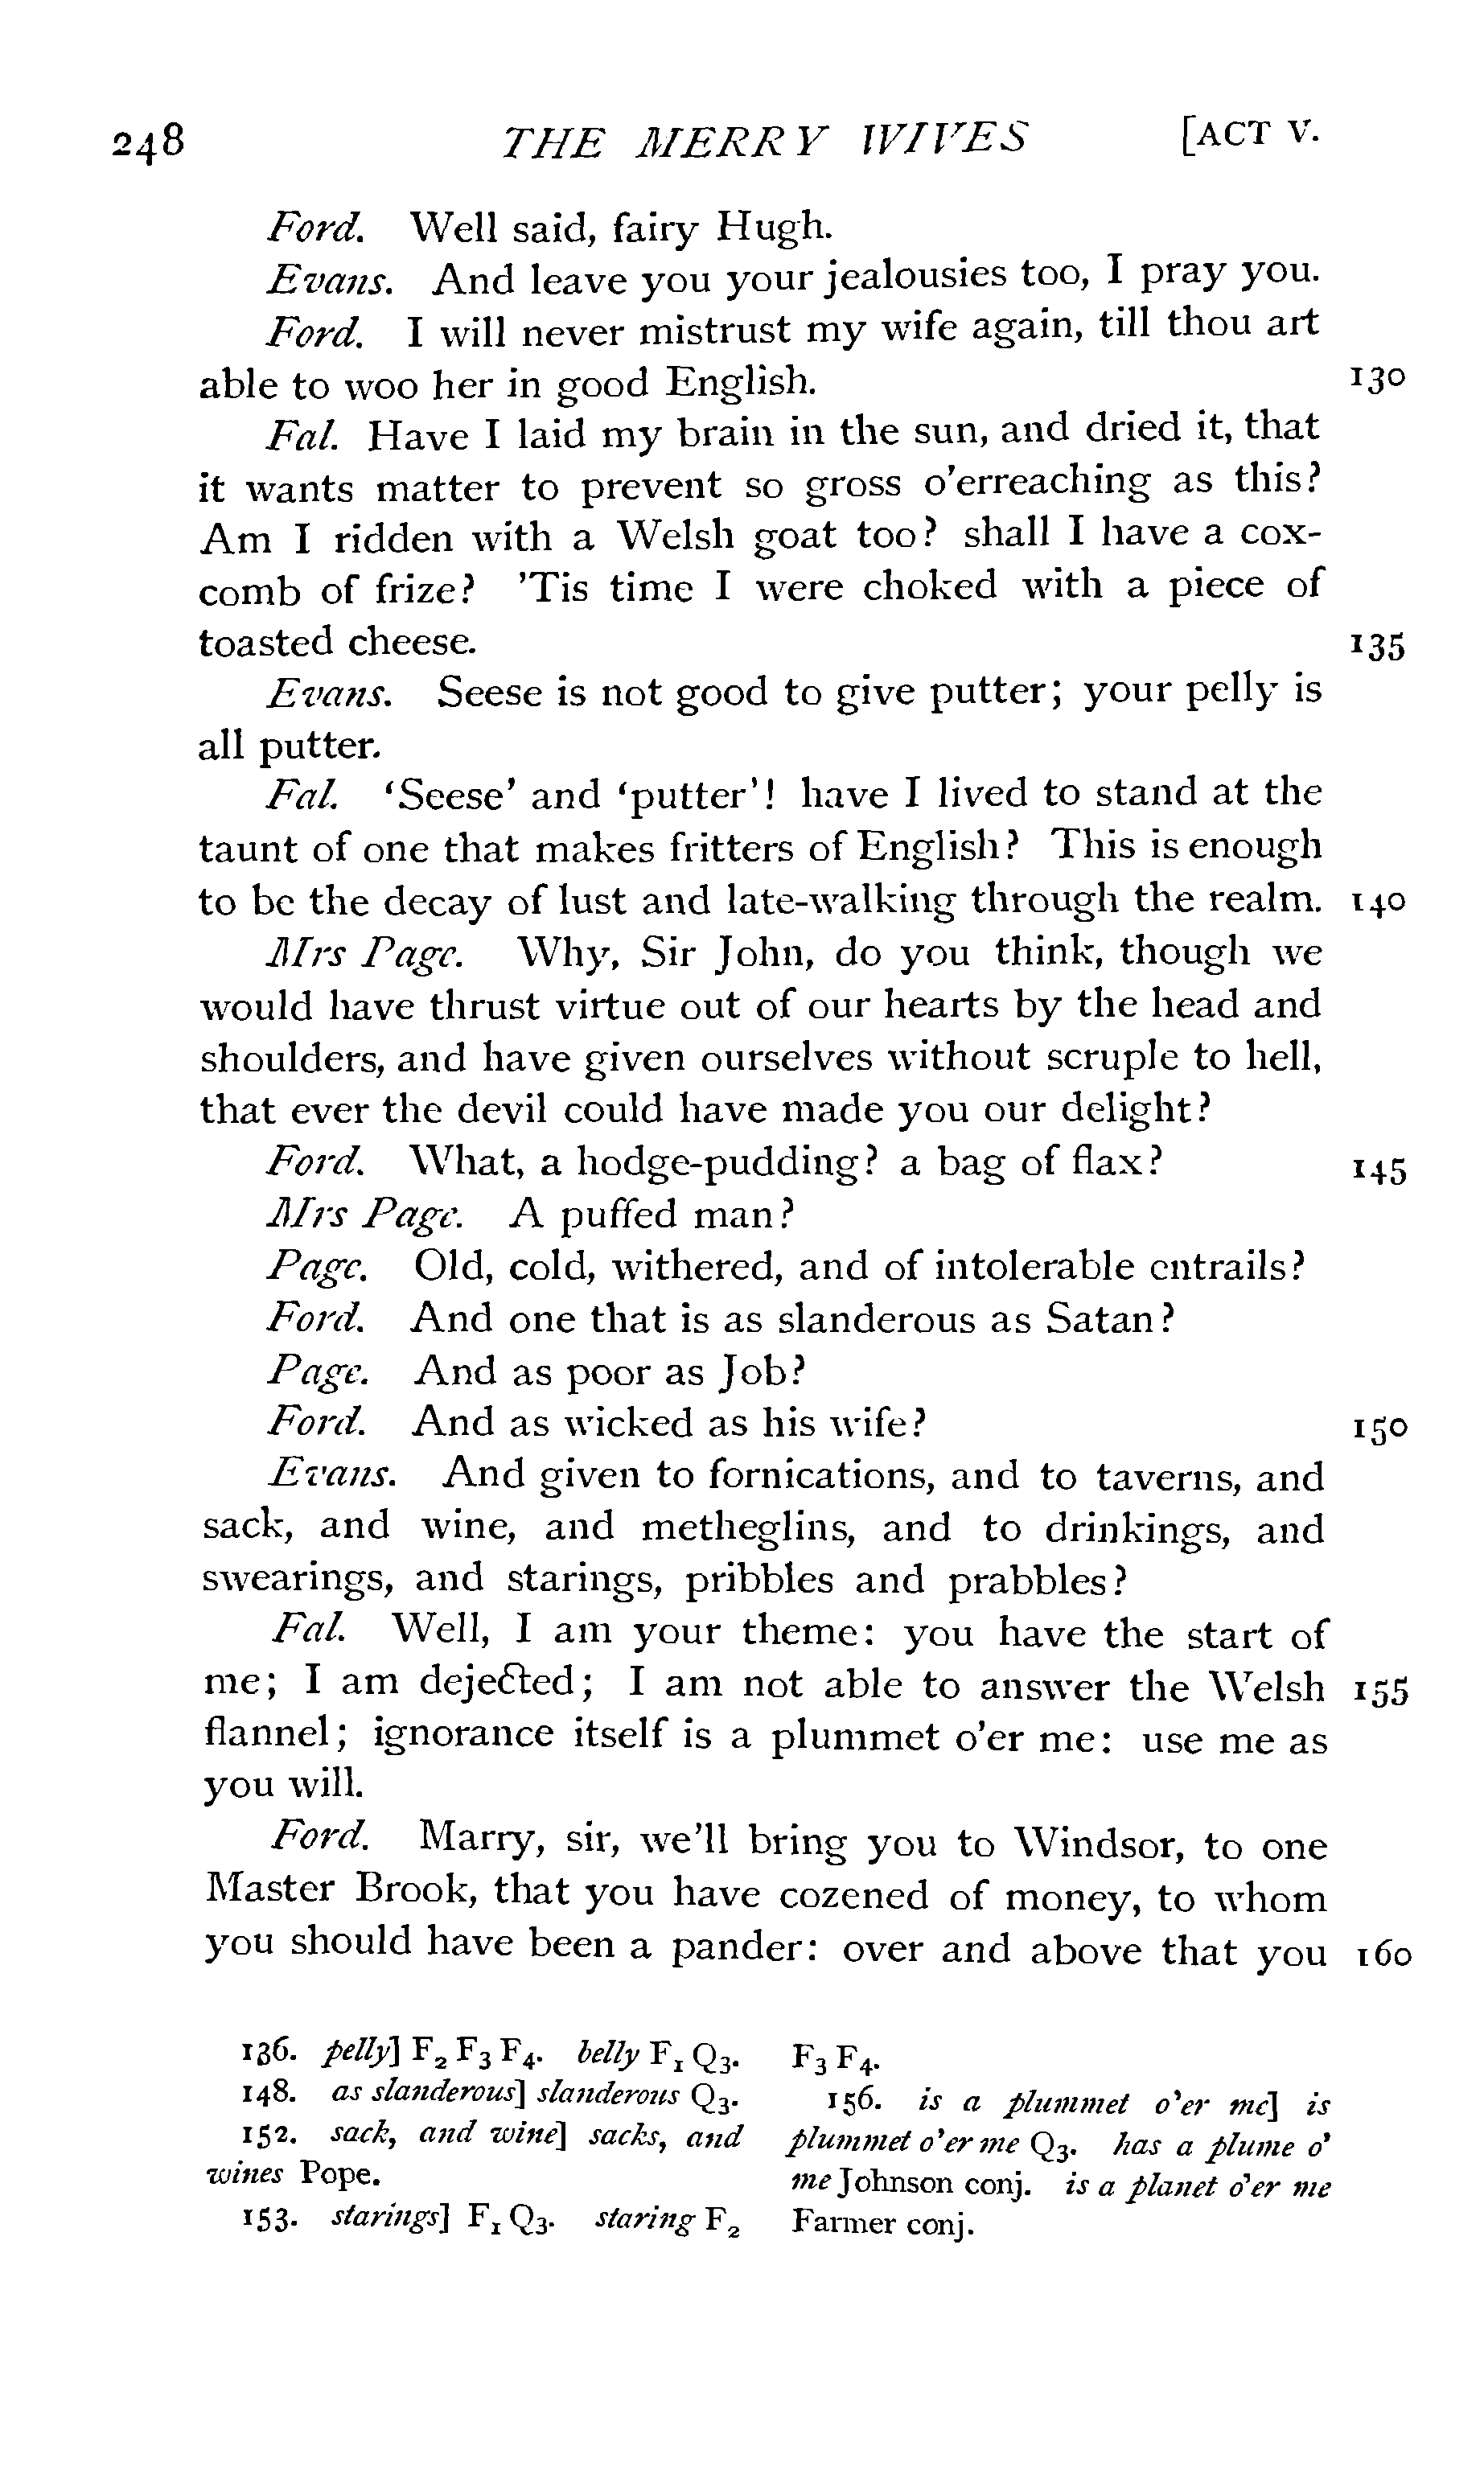 248 THE MERRY WIVES [ACT V.
Ford. Well said, fairy Hugh.
Evans. And leave you your jealousies too, I pray you.
Ford. I will never mistrust my wife again, till thou art
able to woo her in good English. 130
Fal. Have I laid my brain in the sun, and dried it, that
it wants matter to prevent so gross o'erreaching as this?
Am I ridden with a Welsh goat too? shall I have a cox-
comb of frize? 'Tis time I were choked with a piece of
toasted cheese. 135
Evans. Seese is not good to give putter; your pelly is
all putter.
Fal. 'Seese' and 'putter'! have I lived to stand at the
taunt of one that makes fritters of English? This is enough
to be the decay of lust and late-walking through the realm. 140
Mrs Page. Why, Sir John, do you think, though we
would have thrust virtue out of our hearts by the head and
shoulders, and have given ourselves without scruple to hell,
that ever the devil could have made you our delight?
Ford. What, a hodge-pudding? a bag of flax? 145
Mrs Page. A puffed man?
Page. Old, cold, withered, and of intolerable entrails?
Ford. And one that is as slanderous as Satan?
Page. And as poor as Job?
Ford. And as wicked as his wife? 150
Evans. And given to fornications, and to taverns, and
sack, and wine, and metheglins, and to drinkings, and
swearings, and starings, pribbles and prabbles?
Fal. Well, I am your theme: you have the start of
me; I am dejected; I am not able to answer the Welsh 155
flannel; ignorance itself is a plummet o'er me: use me as
you will.
Ford. Marry, sir, we'll bring you to Windsor, to one
Master Brook, that you have cozened of money, to whom
you should have been a pander: over and above that you 160
136. pelly] F2 F3 F4. belly F1 Q3.
148. as slanderous] slanderous Q3.
152. sack, and wine] sacks, and
wines Pope.
153. starings] F1 Q3. staring F2
F3 F4.
156. is a plummet o'er me] is
plummet o'er me Q3. has a plume o'
me Johnson conj. is a planet o'er me
Farmer conj.